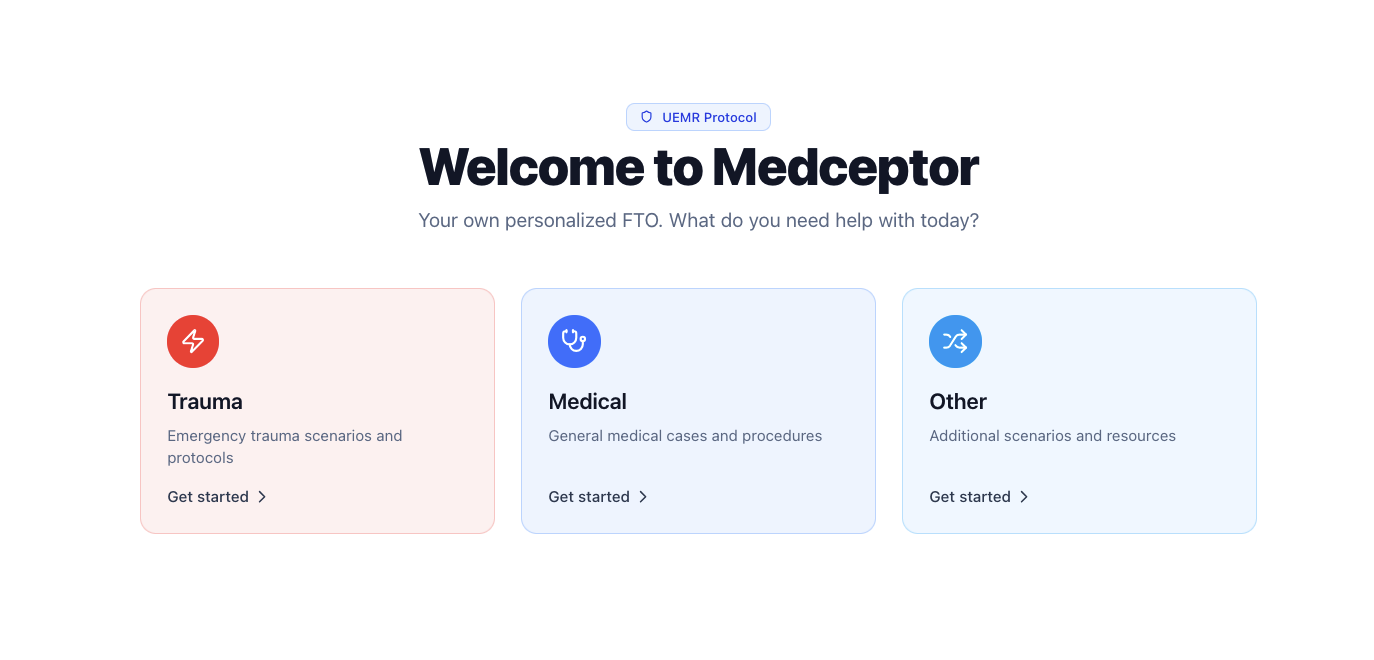 UEMR Protocol
Welcome to Medceptor
Your own personalized FTO. What do you need help with today?
Trauma
Emergency trauma scenarios and
protocols
Get started
Medical
General medical cases and procedures
Get started
Other
Additional scenarios and resources
Get started